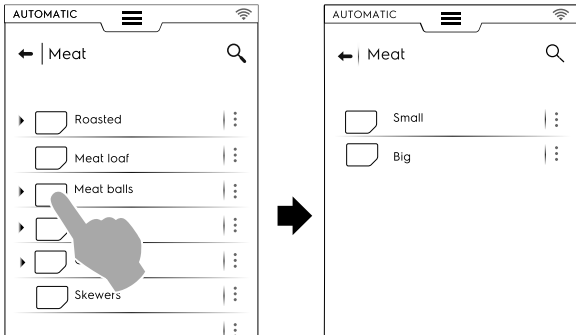 AUTOMATIC
Meat
Roasted
Meat loaf
Meat balls
Skewers
AUTOMATIC
Meat
Small
Big